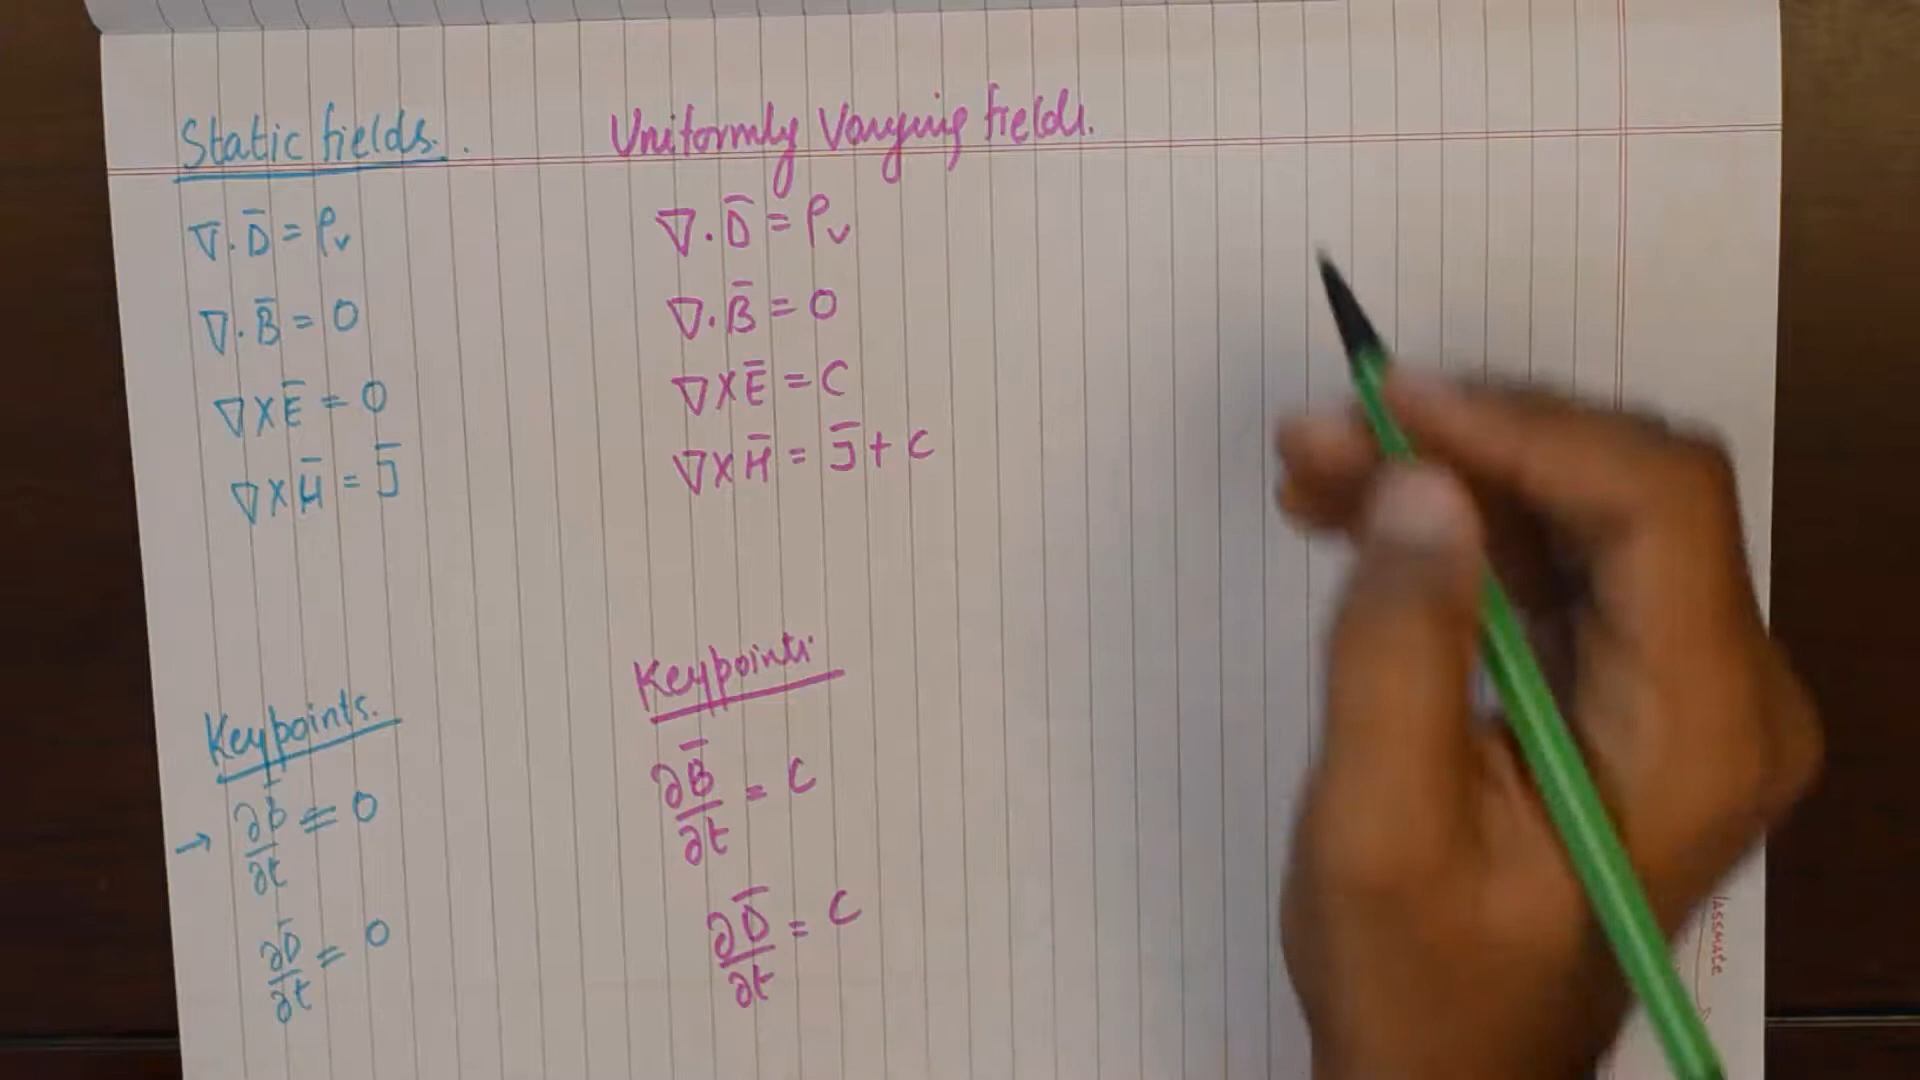 Static fields.
∇.D̅ = ρv
∇.B̅ = 0
∇×E̅ = 0
∇×H̅ = J̅
Keypoints.
→ ∂B̅/∂t = 0
∂D̅/∂t = 0
Uniformly Varying fields.
∇.D̅ = ρv
∇.B̅ = 0
∇×E̅ = C
∇×H̅ = J̅ + C
Keypoints.
∂B̅/∂t = C
∂D̅/∂t = C